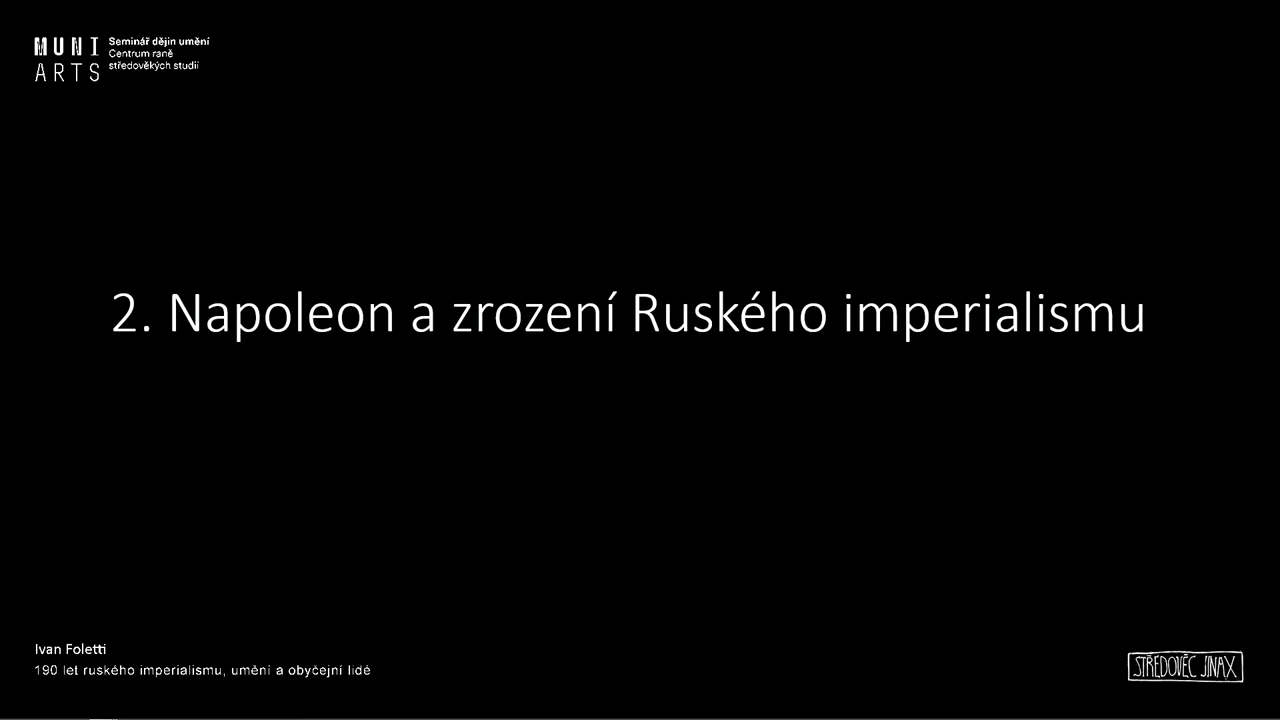 MUNI
ARTS
Seminář dějin umění
Centrum raně
středověkých studií
2. Napoleon a zrození Ruského imperialismu
Ivan Foletti
190 let ruského imperialismu, umění a obyčejní lidé
STŘEDOVĚC JINAX